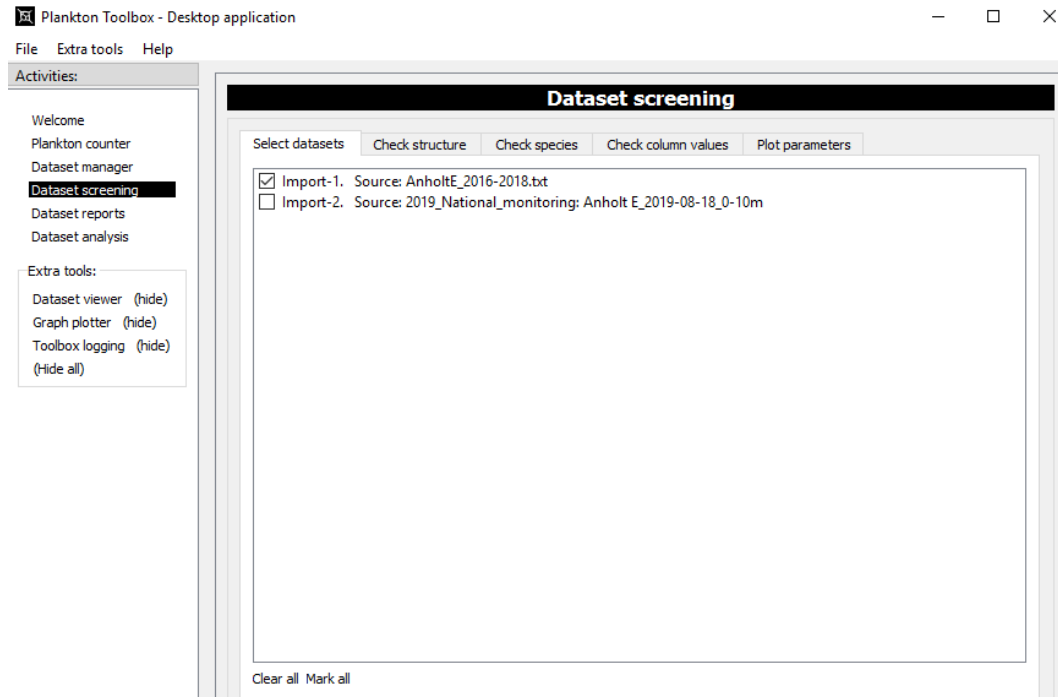 Plankton Toolbox - Desktop application
File Extra tools Help
Activities:
Welcome
Plankton counter
Dataset manager
Dataset screening
Dataset reports
Dataset analysis
Extra tools:
Dataset viewer (hide)
Graph plotter (hide)
Toolbox logging (hide)
(Hide all)
Dataset screening
Select datasets Check structure Check species Check column values Plot parameters
Import-1. Source: AnholtE_2016-2018.txt
Import-2. Source: 2019_National_monitoring: Anholt E_2019-08-18_0-10m
Clear all Mark all